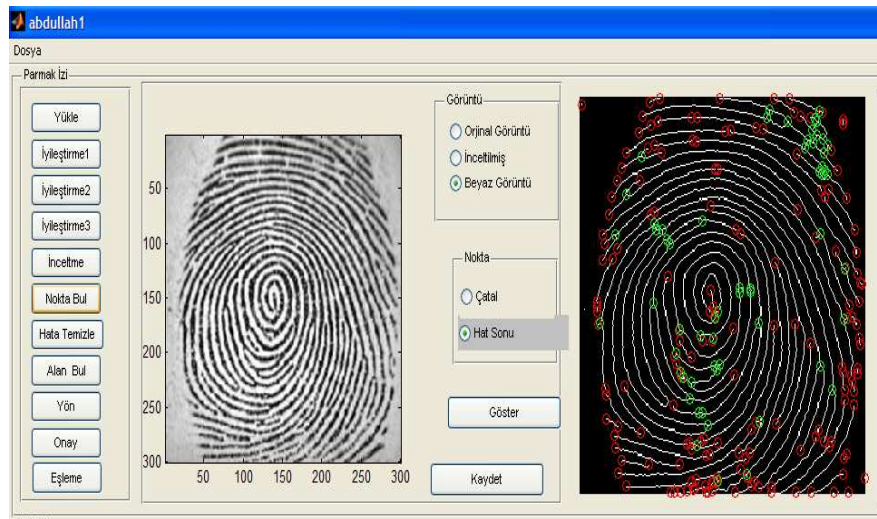 abdullah1
Dosya
Parmak İzi
Yükle
İyileştirme1
İyileştirme2
İyileştirme3
İnceltme
Nokta Bul
Hata Temizle
Alan Bul
Yön
Onay
Eşleme
50
100
150
200
250
300
50 100 150 200 250 300
Görüntü
Orjinal Görüntü
İnceltilmiş
Beyaz Görüntü
Nokta
Çatal
Hat Sonu
Göster
Kaydet